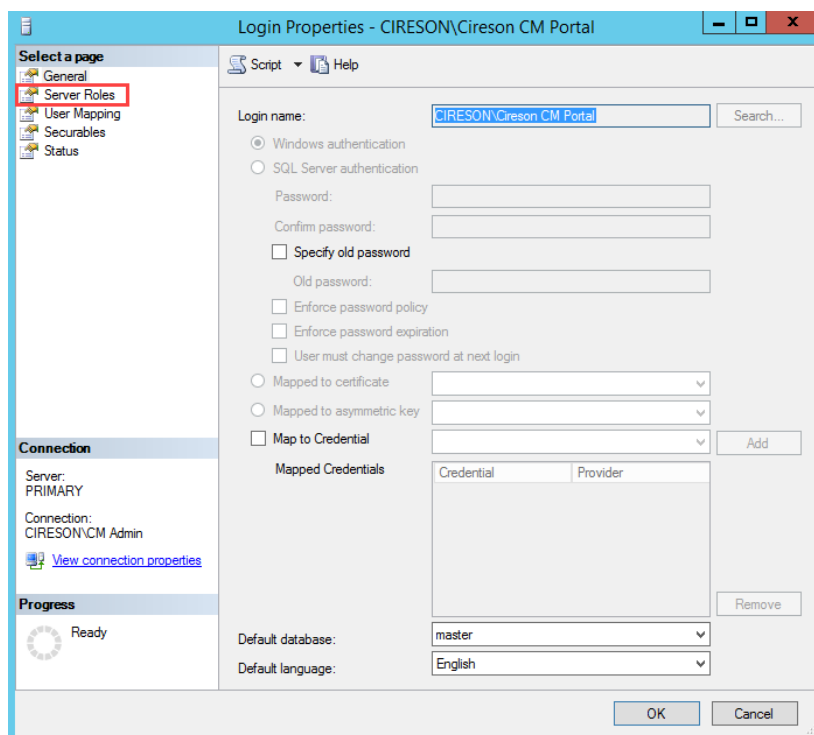 Login Properties - CIRESON\Cireson CM Portal
Select a page
General
Server Roles
User Mapping
Securables
Status
Script
Help
Login name:
CIRESON\Cireson CM Portal
Search...
Windows authentication
SQL Server authentication
Password:
Confirm password:
Specify old password
Old password:
Enforce password policy
Enforce password expiration
User must change password at next login
Mapped to certificate
Mapped to asymmetric key
Map to Credential
Add
Mapped Credentials
Credential Provider
Remove
Default database:
master
Default language:
English
Connection
Server:
PRIMARY
Connection:
CIRESON\CM Admin
View connection properties
Progress
Ready
OK
Cancel